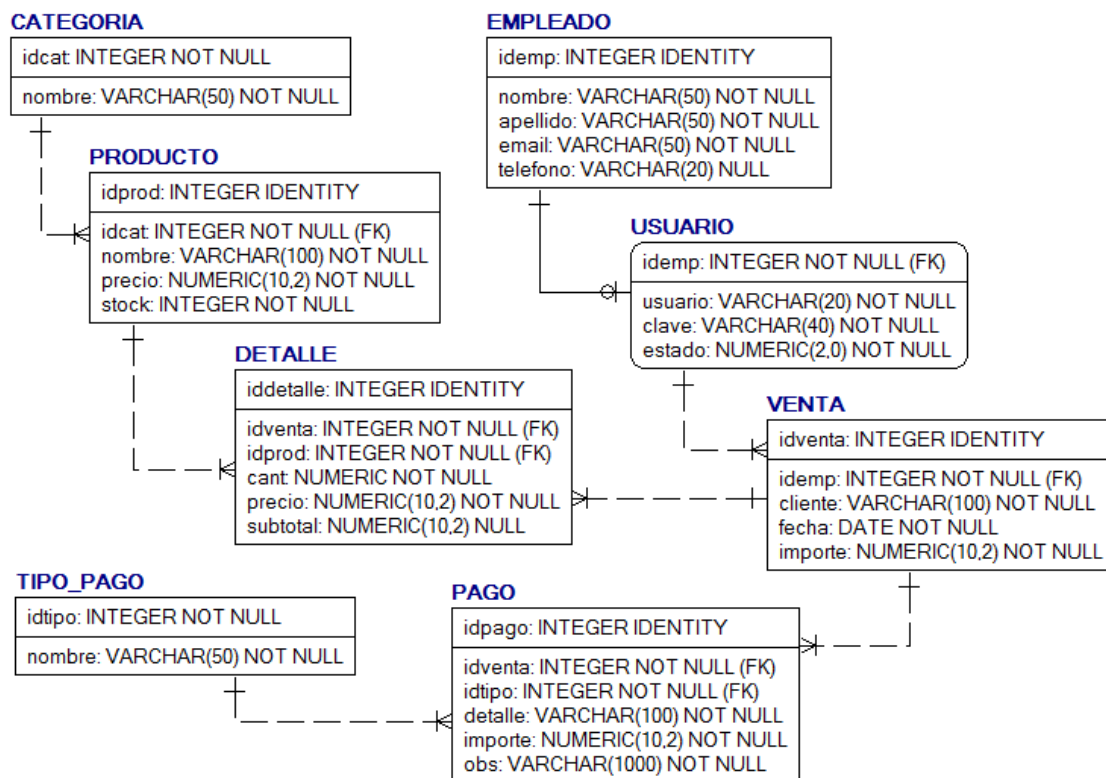 CATEGORIA
idcat: INTEGER NOT NULL
nombre: VARCHAR(50) NOT NULL
EMPLEADO
idemp: INTEGER IDENTITY
nombre: VARCHAR(50) NOT NULL
apellido: VARCHAR(50) NOT NULL
email: VARCHAR(50) NOT NULL
telefono: VARCHAR(20) NULL
PRODUCTO
idprod: INTEGER IDENTITY
idcat: INTEGER NOT NULL (FK)
nombre: VARCHAR(100) NOT NULL
precio: NUMERIC(10,2) NOT NULL
stock: INTEGER NOT NULL
USUARIO
idemp: INTEGER NOT NULL (FK)
usuario: VARCHAR(20) NOT NULL
clave: VARCHAR(40) NOT NULL
estado: NUMERIC(2,0) NOT NULL
DETALLE
iddetalle: INTEGER IDENTITY
idventa: INTEGER NOT NULL (FK)
idprod: INTEGER NOT NULL (FK)
cant: NUMERIC NOT NULL
precio: NUMERIC(10,2) NOT NULL
subtotal: NUMERIC(10,2) NULL
VENTA
idventa: INTEGER IDENTITY
idemp: INTEGER NOT NULL (FK)
cliente: VARCHAR(100) NOT NULL
fecha: DATE NOT NULL
importe: NUMERIC(10,2) NOT NULL
TIPO_PAGO
idtipo: INTEGER NOT NULL
nombre: VARCHAR(50) NOT NULL
PAGO
idpago: INTEGER IDENTITY
idventa: INTEGER NOT NULL (FK)
idtipo: INTEGER NOT NULL (FK)
detalle: VARCHAR(100) NOT NULL
importe: NUMERIC(10,2) NOT NULL
obs: VARCHAR(1000) NOT NULL